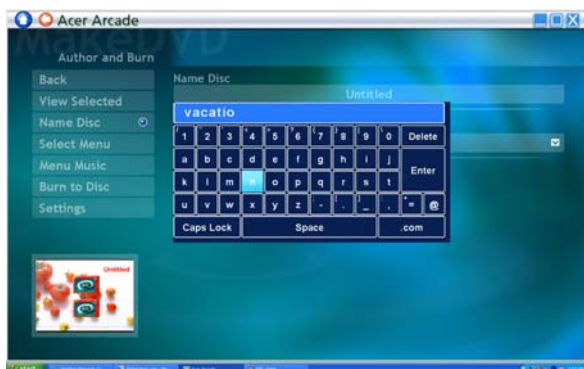 Acer Arcade
MakeDVD
Author and Burn
Back
View Selected
Name Disc
Select Menu
Menu Music
Burn to Disc
Settings
Name Disc
Untitled
vacatio
1 2 3 4 5 6 7 8 9 0 Delete
a b c d e f g h i j
Enter
k l m n o p q r s t
u v w x y z - . _ , = @
Caps Lock Space .com
Untitled